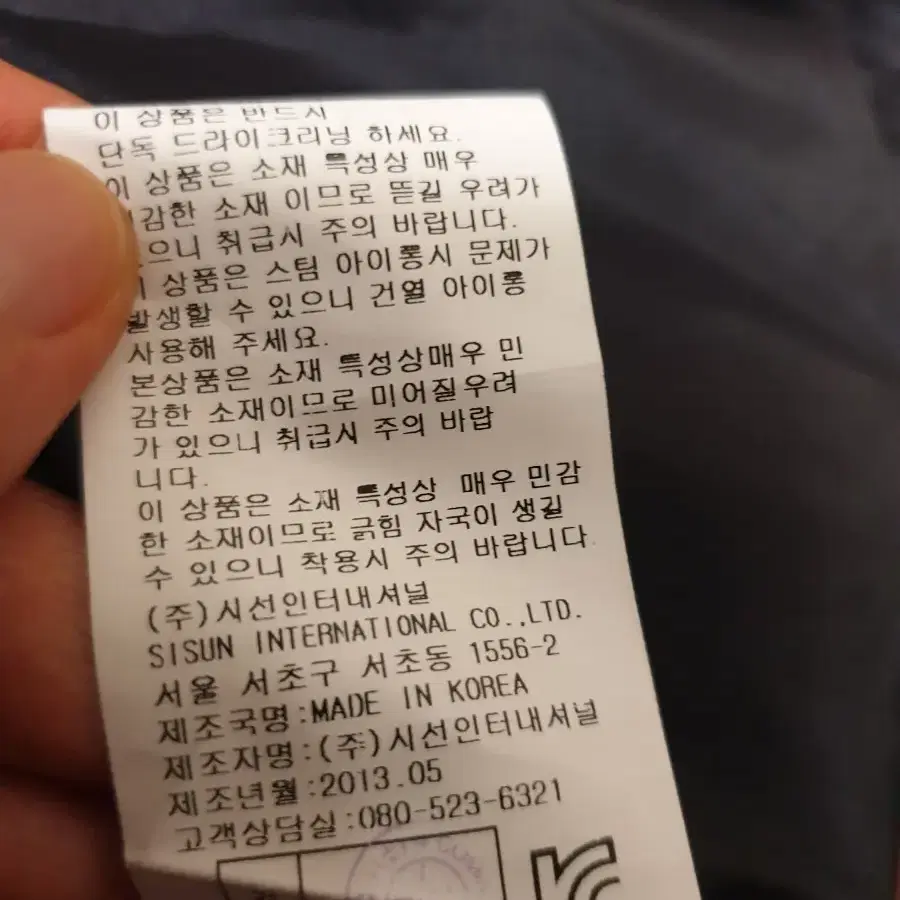 이 상품은 반드시
단독 드라이크리닝 하세요.
이 상품은 소재 특성상 매우
감한 소재 이므로 뜯길 우려가
으니 취급시 주의 바랍니다.
상품은 스팀 아이롱시 문제가
발생할 수 있으니 건열 아이롱
사용해 주세요.
본상품은 소재 특성상매우 민
감한 소재이므로 미어질우려
가 있으니 취급시 주의 바랍
니다.
이 상품은 소재 특성상 매우 민감
한 소재이므로 긁힘 자국이 생길
수 있으니 착용시 주의 바랍니다.
(주)시선인터내셔널
SISUN INTERNATIONAL CO.,LTD.
서울 서초구 서초동 1556-2
제조국명:MADE IN KOREA
제조자명:(주)시선인터내셔널
제조년월:2013.05
고객상담실:080-523-6321